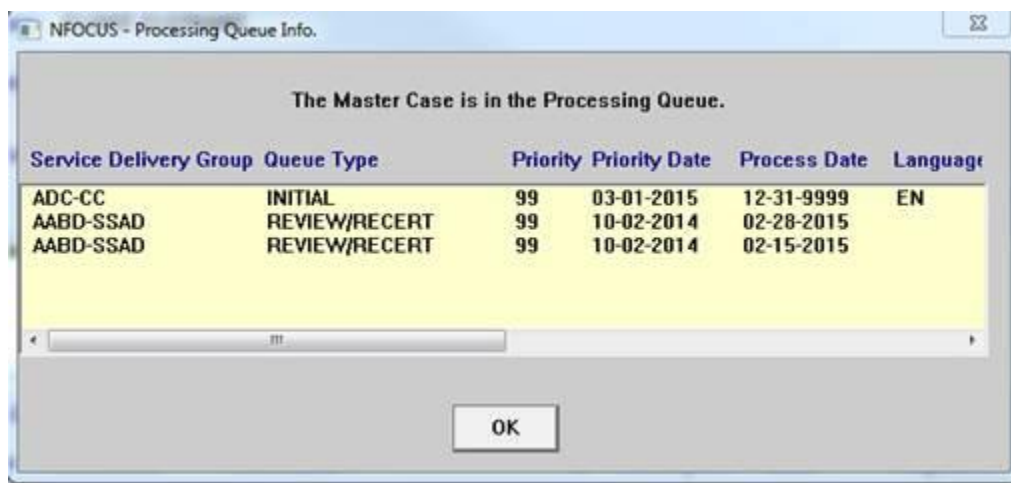 NFOCUS - Processing Queue Info.
The Master Case is in the Processing Queue.
Service Delivery Group Queue Type Priority Priority Date Process Date Language
ADC-CC INITIAL 99 03-01-2015 12-31-9999 EN
AABD-SSAD REVIEW/RECERT 99 10-02-2014 02-28-2015
AABD-SSAD REVIEW/RECERT 99 10-02-2014 02-15-2015
OK